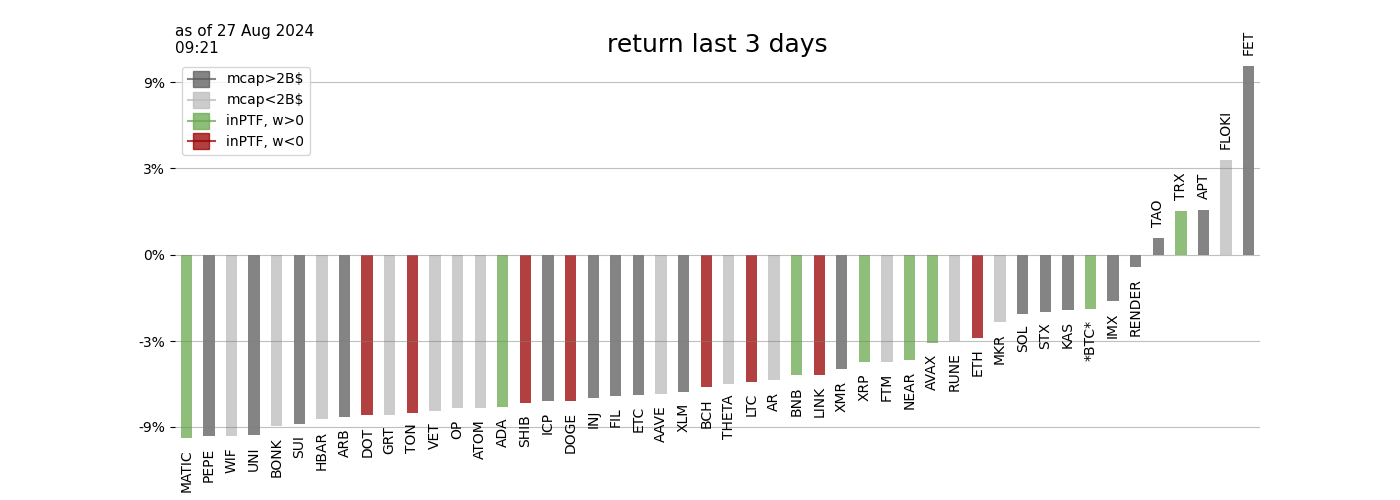 as of 27 Aug 2024
09:21
return last 3 days
mcap>2B$
mcap<2B$
inPTF, w>0
inPTF, w<0
9%
3%
0%
-3%
-9%
MATIC
PEPE
WIF
UNI
BONK
SUI
HBAR
ARB
DOT
GRT
TON
VET
OP
ATOM
ADA
SHIB
ICP
DOGE
INJ
FIL
ETC
AAVE
XLM
BCH
THETA
LTC
AR
BNB
LINK
XMR
XRP
FTM
NEAR
AVAX
RUNE
ETH
MKR
SOL
STX
KAS
*BTC*
IMX
RENDER
TAO
TRX
APT
FLOKI
FET